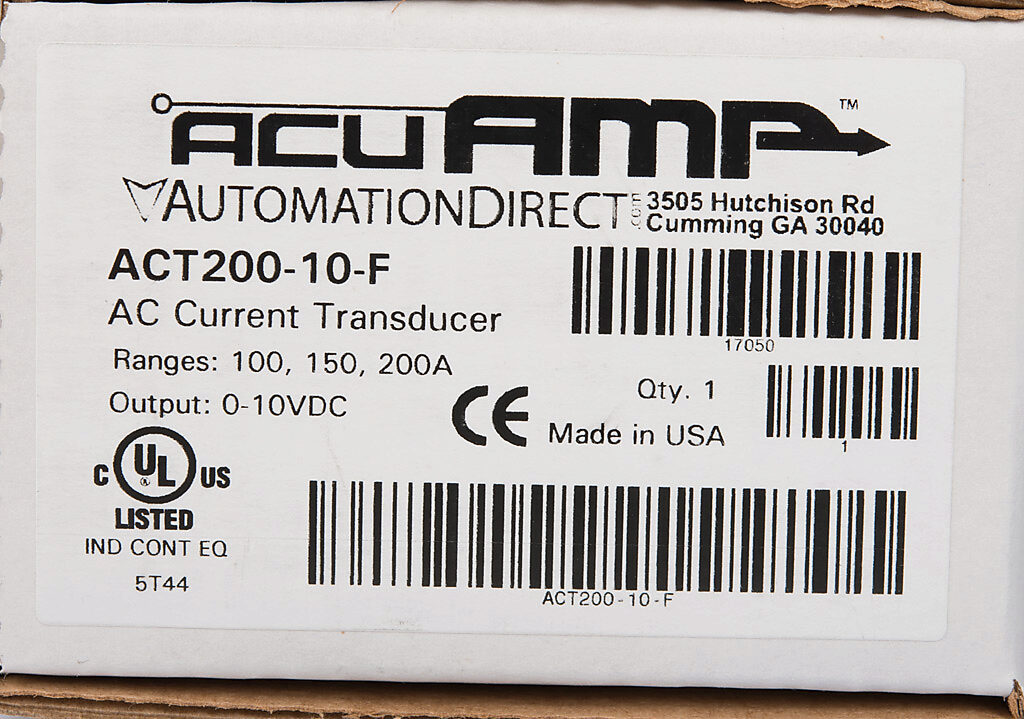 ACUAMP™
AUTOMATIONDIRECT.com 3505 Hutchison Rd
Cumming GA 30040
ACT200-10-F
AC Current Transducer
17050
Ranges: 100, 150, 200A
Output: 0-10VDC
CE
Qty. 1
Made in USA
1
C UL® US
LISTED
IND CONT EQ
5T44
ACT200-10-F